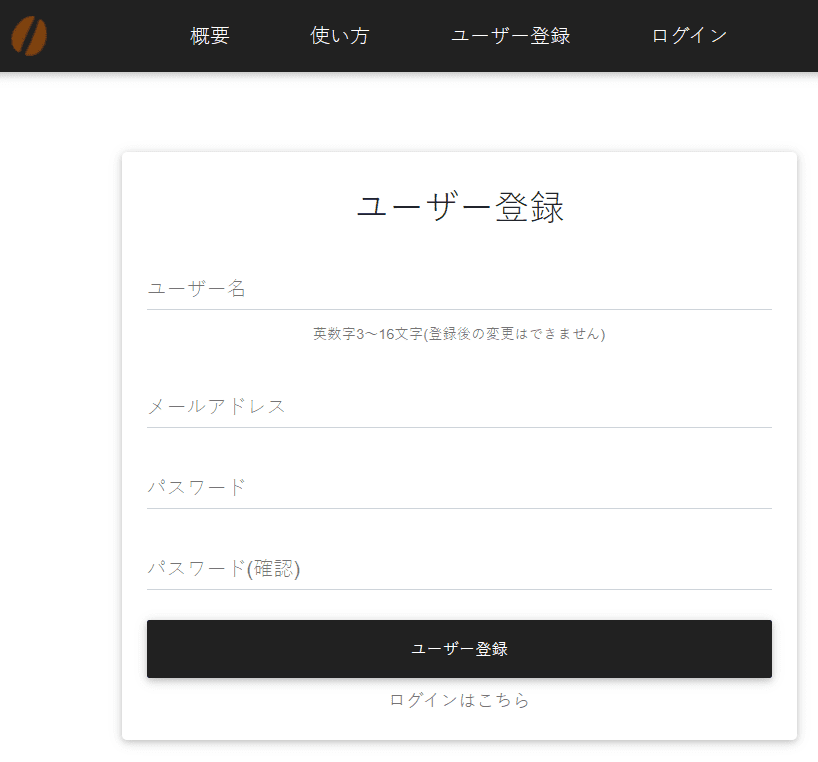 概要 使い方 ユーザー登録 ログイン
ユーザー登録
ユーザー名
英数字3〜16文字(登録後の変更はできません)
メールアドレス
パスワード
パスワード(確認)
ユーザー登録
ログインはこちら